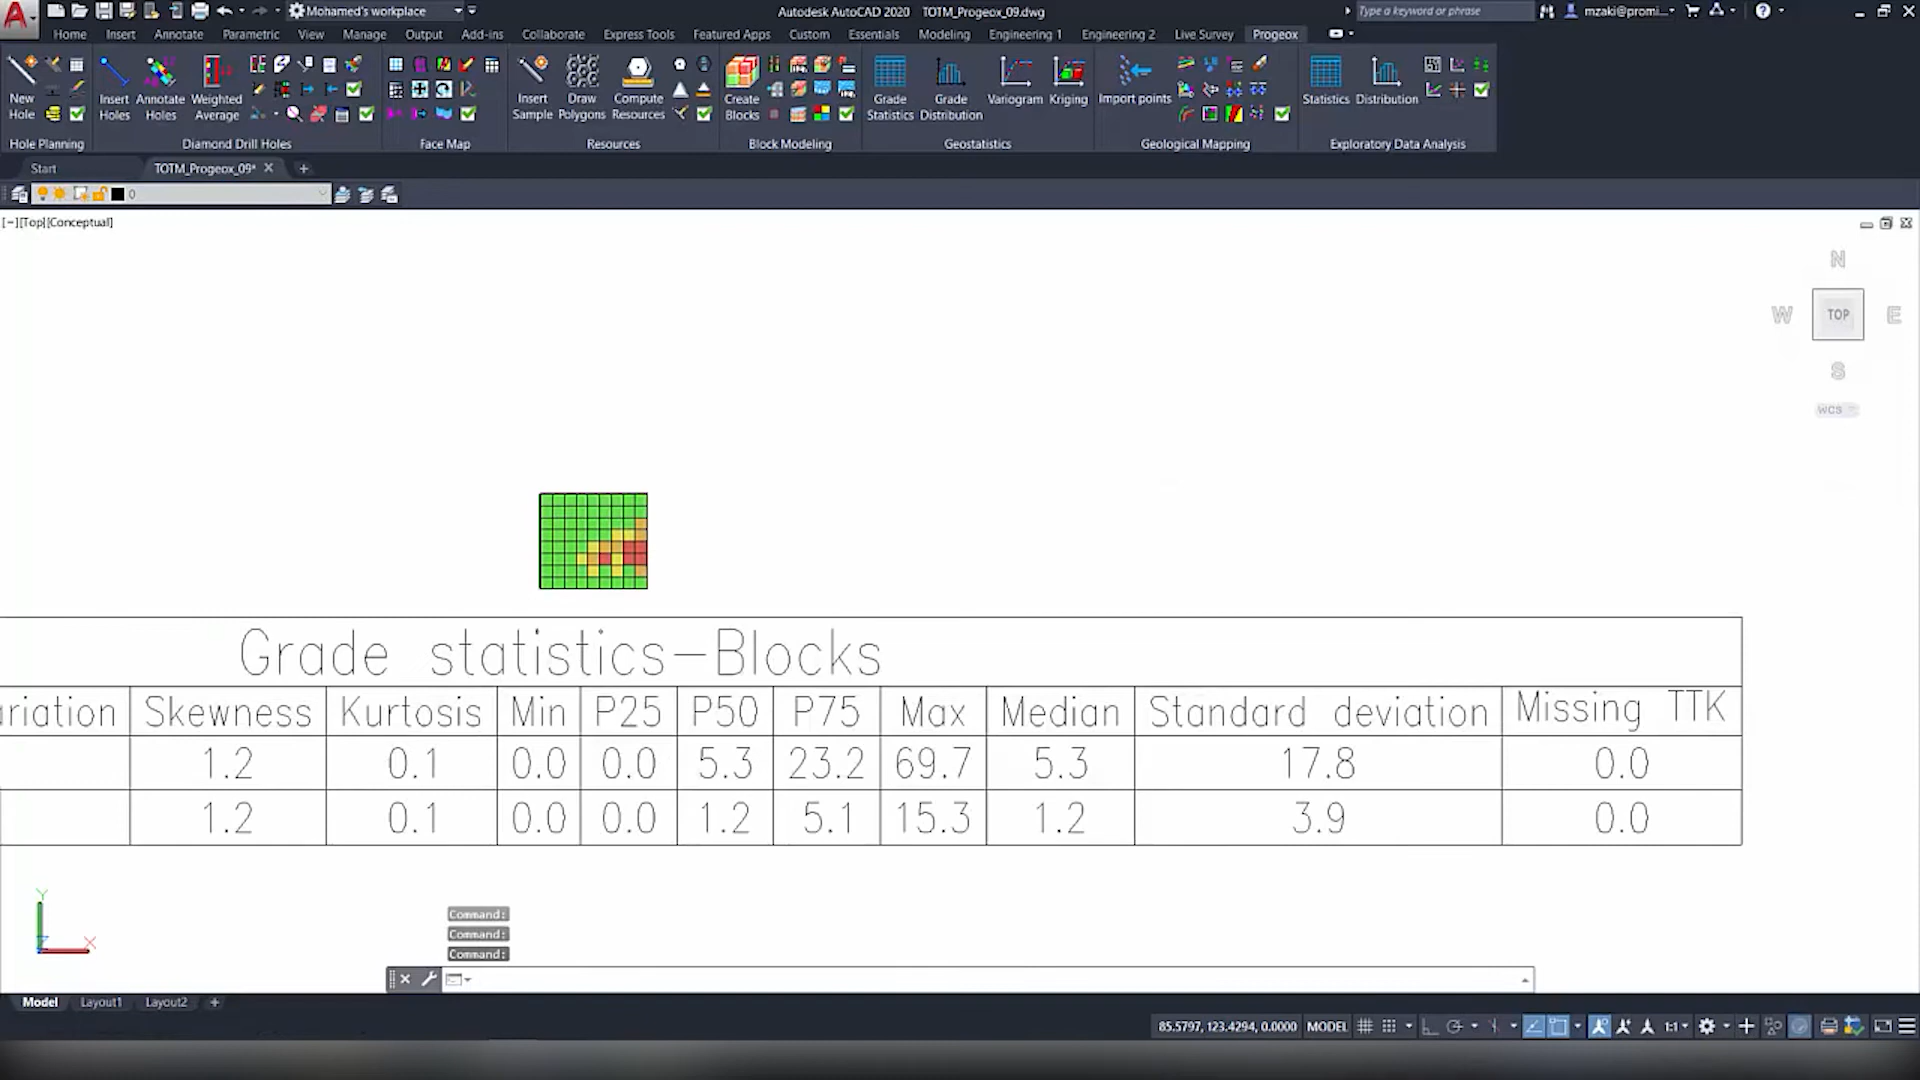 A Mohamed's workplace Autodesk AutoCAD 2020 TOTM_Progeox_09.dwg Type a keyword or phrase mzaki@promi... ?
Home Insert Annotate Parametric View Manage Output Add-ins Collaborate Express Tools Featured Apps Custom Essentials Modeling Engineering 1 Engineering 2 Live Survey Progeox
New Hole Insert Holes Annotate Holes Weighted Average Insert Sample Draw Polygons Compute Resources Create Blocks Grade Statistics Grade Distribution Variogram Kriging Import points Statistics Distribution
Hole Planning Diamond Drill Holes Face Map Resources Block Modeling Geostatistics Geological Mapping Exploratory Data Analysis
Start TOTM_Progeox_09*
0
[−][Top][Conceptual]
N
W TOP E
S
WCS
Grade statistics-Blocks
ariation Skewness Kurtosis Min P25 P50 P75 Max Median Standard deviation Missing TTK
1.2 0.1 0.0 0.0 5.3 23.2 69.7 5.3 17.8 0.0
1.2 0.1 0.0 0.0 1.2 5.1 15.3 1.2 3.9 0.0
Y
X
Command:
Command:
Command:
Model Layout1 Layout2 +
85.5797, 123.4294, 0.0000 MODEL 1:1